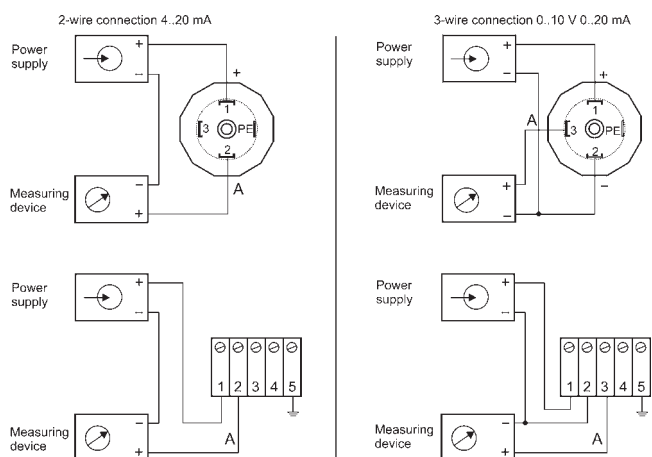 2-wire connection 4..20 mA
Power
supply
+
–
+
1
3
PE
2
A
Measuring
device
–
+
Power
supply
+
–
1 2 3 4 5
Measuring
device
–
+
A
3-wire connection 0..10 V 0..20 mA
Power
supply
+
–
+
A
1
3
PE
2
–
Measuring
device
+
–
Power
supply
+
–
1 2 3 4 5
Measuring
device
–
+
A